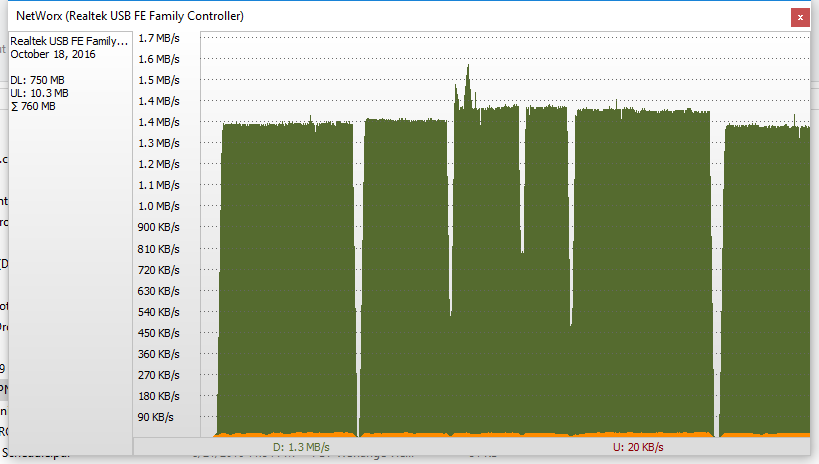 NetWorx (Realtek USB FE Family Controller)
x
Realtek USB FE Family...
October 18, 2016
DL: 750 MB
UL: 10.3 MB
∑ 760 MB
1.7 MB/s
1.6 MB/s
1.5 MB/s
1.4 MB/s
1.4 MB/s
1.3 MB/s
1.2 MB/s
1.1 MB/s
1.0 MB/s
900 KB/s
810 KB/s
720 KB/s
630 KB/s
540 KB/s
450 KB/s
360 KB/s
270 KB/s
180 KB/s
90 KB/s
D: 1.3 MB/s
U: 20 KB/s